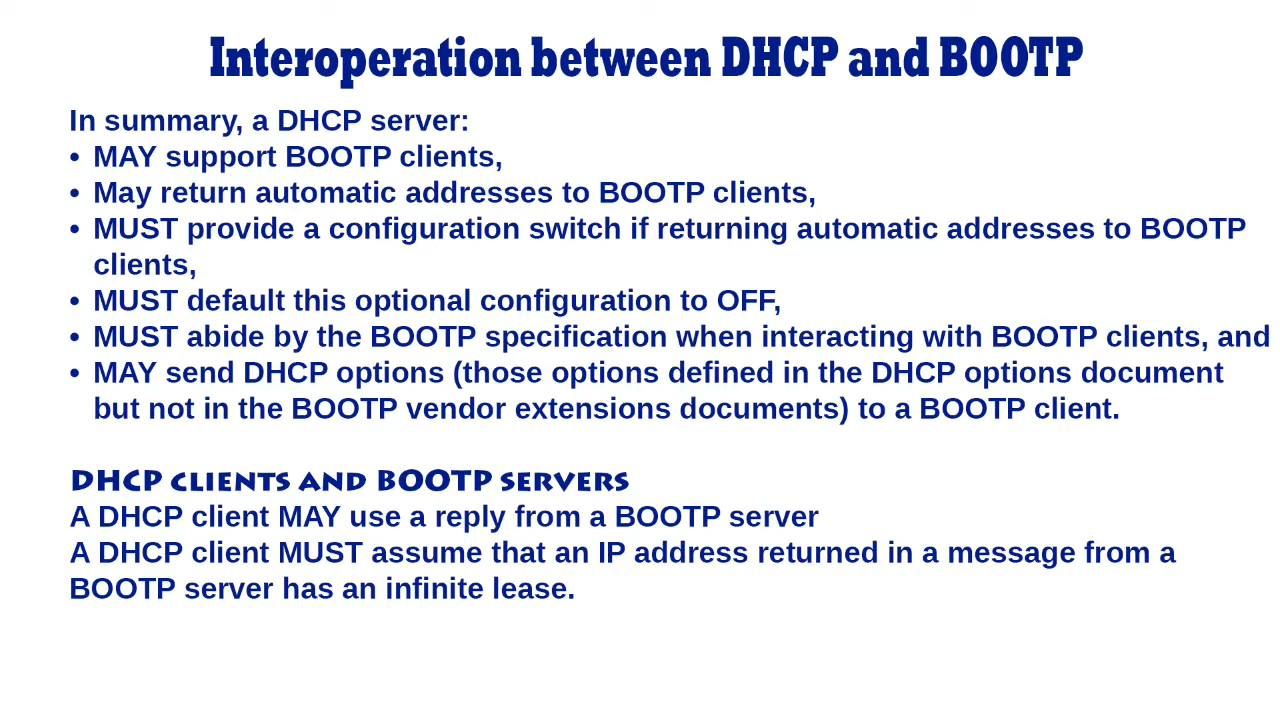 Interoperation between DHCP and BOOTP
In summary, a DHCP server:
• MAY support BOOTP clients,
• May return automatic addresses to BOOTP clients,
• MUST provide a configuration switch if returning automatic addresses to BOOTP
clients,
• MUST default this optional configuration to OFF,
• MUST abide by the BOOTP specification when interacting with BOOTP clients, and
• MAY send DHCP options (those options defined in the DHCP options document
but not in the BOOTP vendor extensions documents) to a BOOTP client.
DHCP CLIENTS AND BOOTP SERVERS
A DHCP client MAY use a reply from a BOOTP server
A DHCP client MUST assume that an IP address returned in a message from a
BOOTP server has an infinite lease.